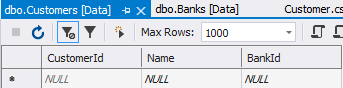 dbo.Customers [Data] dbo.Banks [Data] Customer.cs
Max Rows: 1000
CustomerId Name BankId
NULL NULL NULL